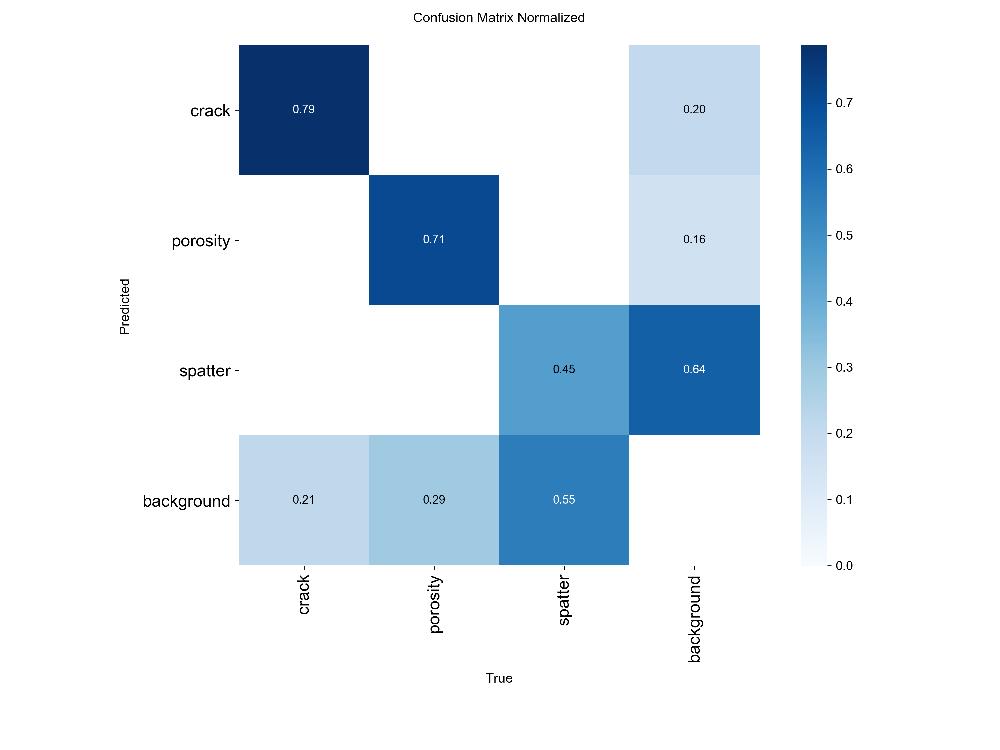 Confusion Matrix Normalized
crack
0.79
0.20
0.7
0.6
porosity
0.71
0.16
0.5
0.4
Predicted
spatter
0.45
0.64
0.3
0.2
background
0.21
0.29
0.55
0.1
0.0
crack
porosity
spatter
background
True